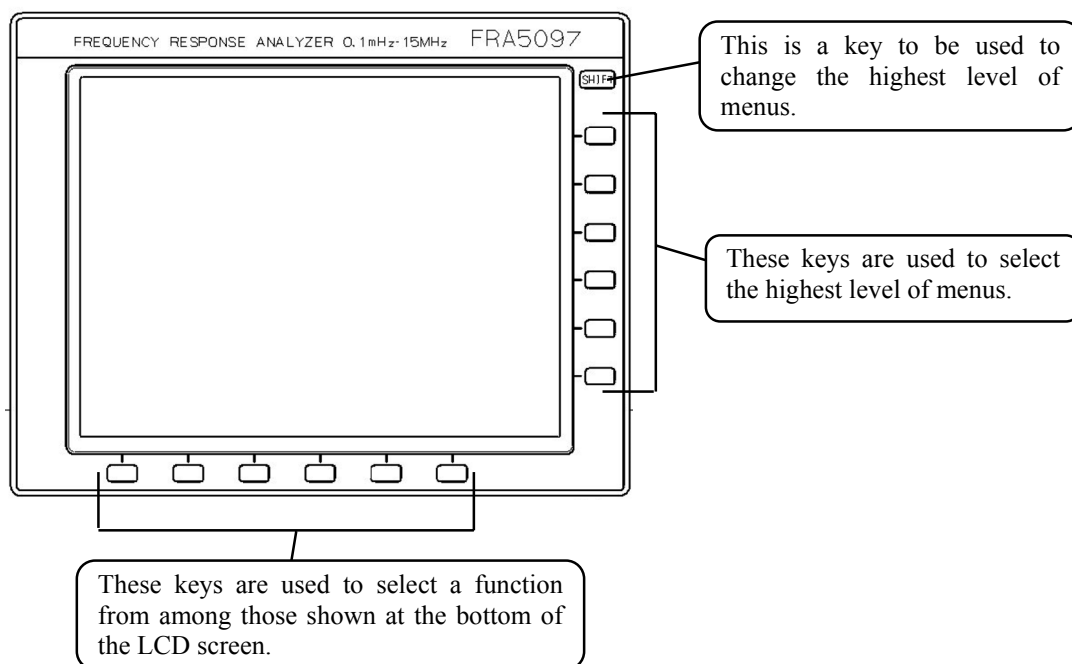 FREQUENCY RESPONSE ANALYZER 0.1mHz-15MHz FRA5097
SHIFT
This is a key to be used to
change the highest level of
menus.
These keys are used to select
the highest level of menus.
These keys are used to select a function
from among those shown at the bottom of
the LCD screen.